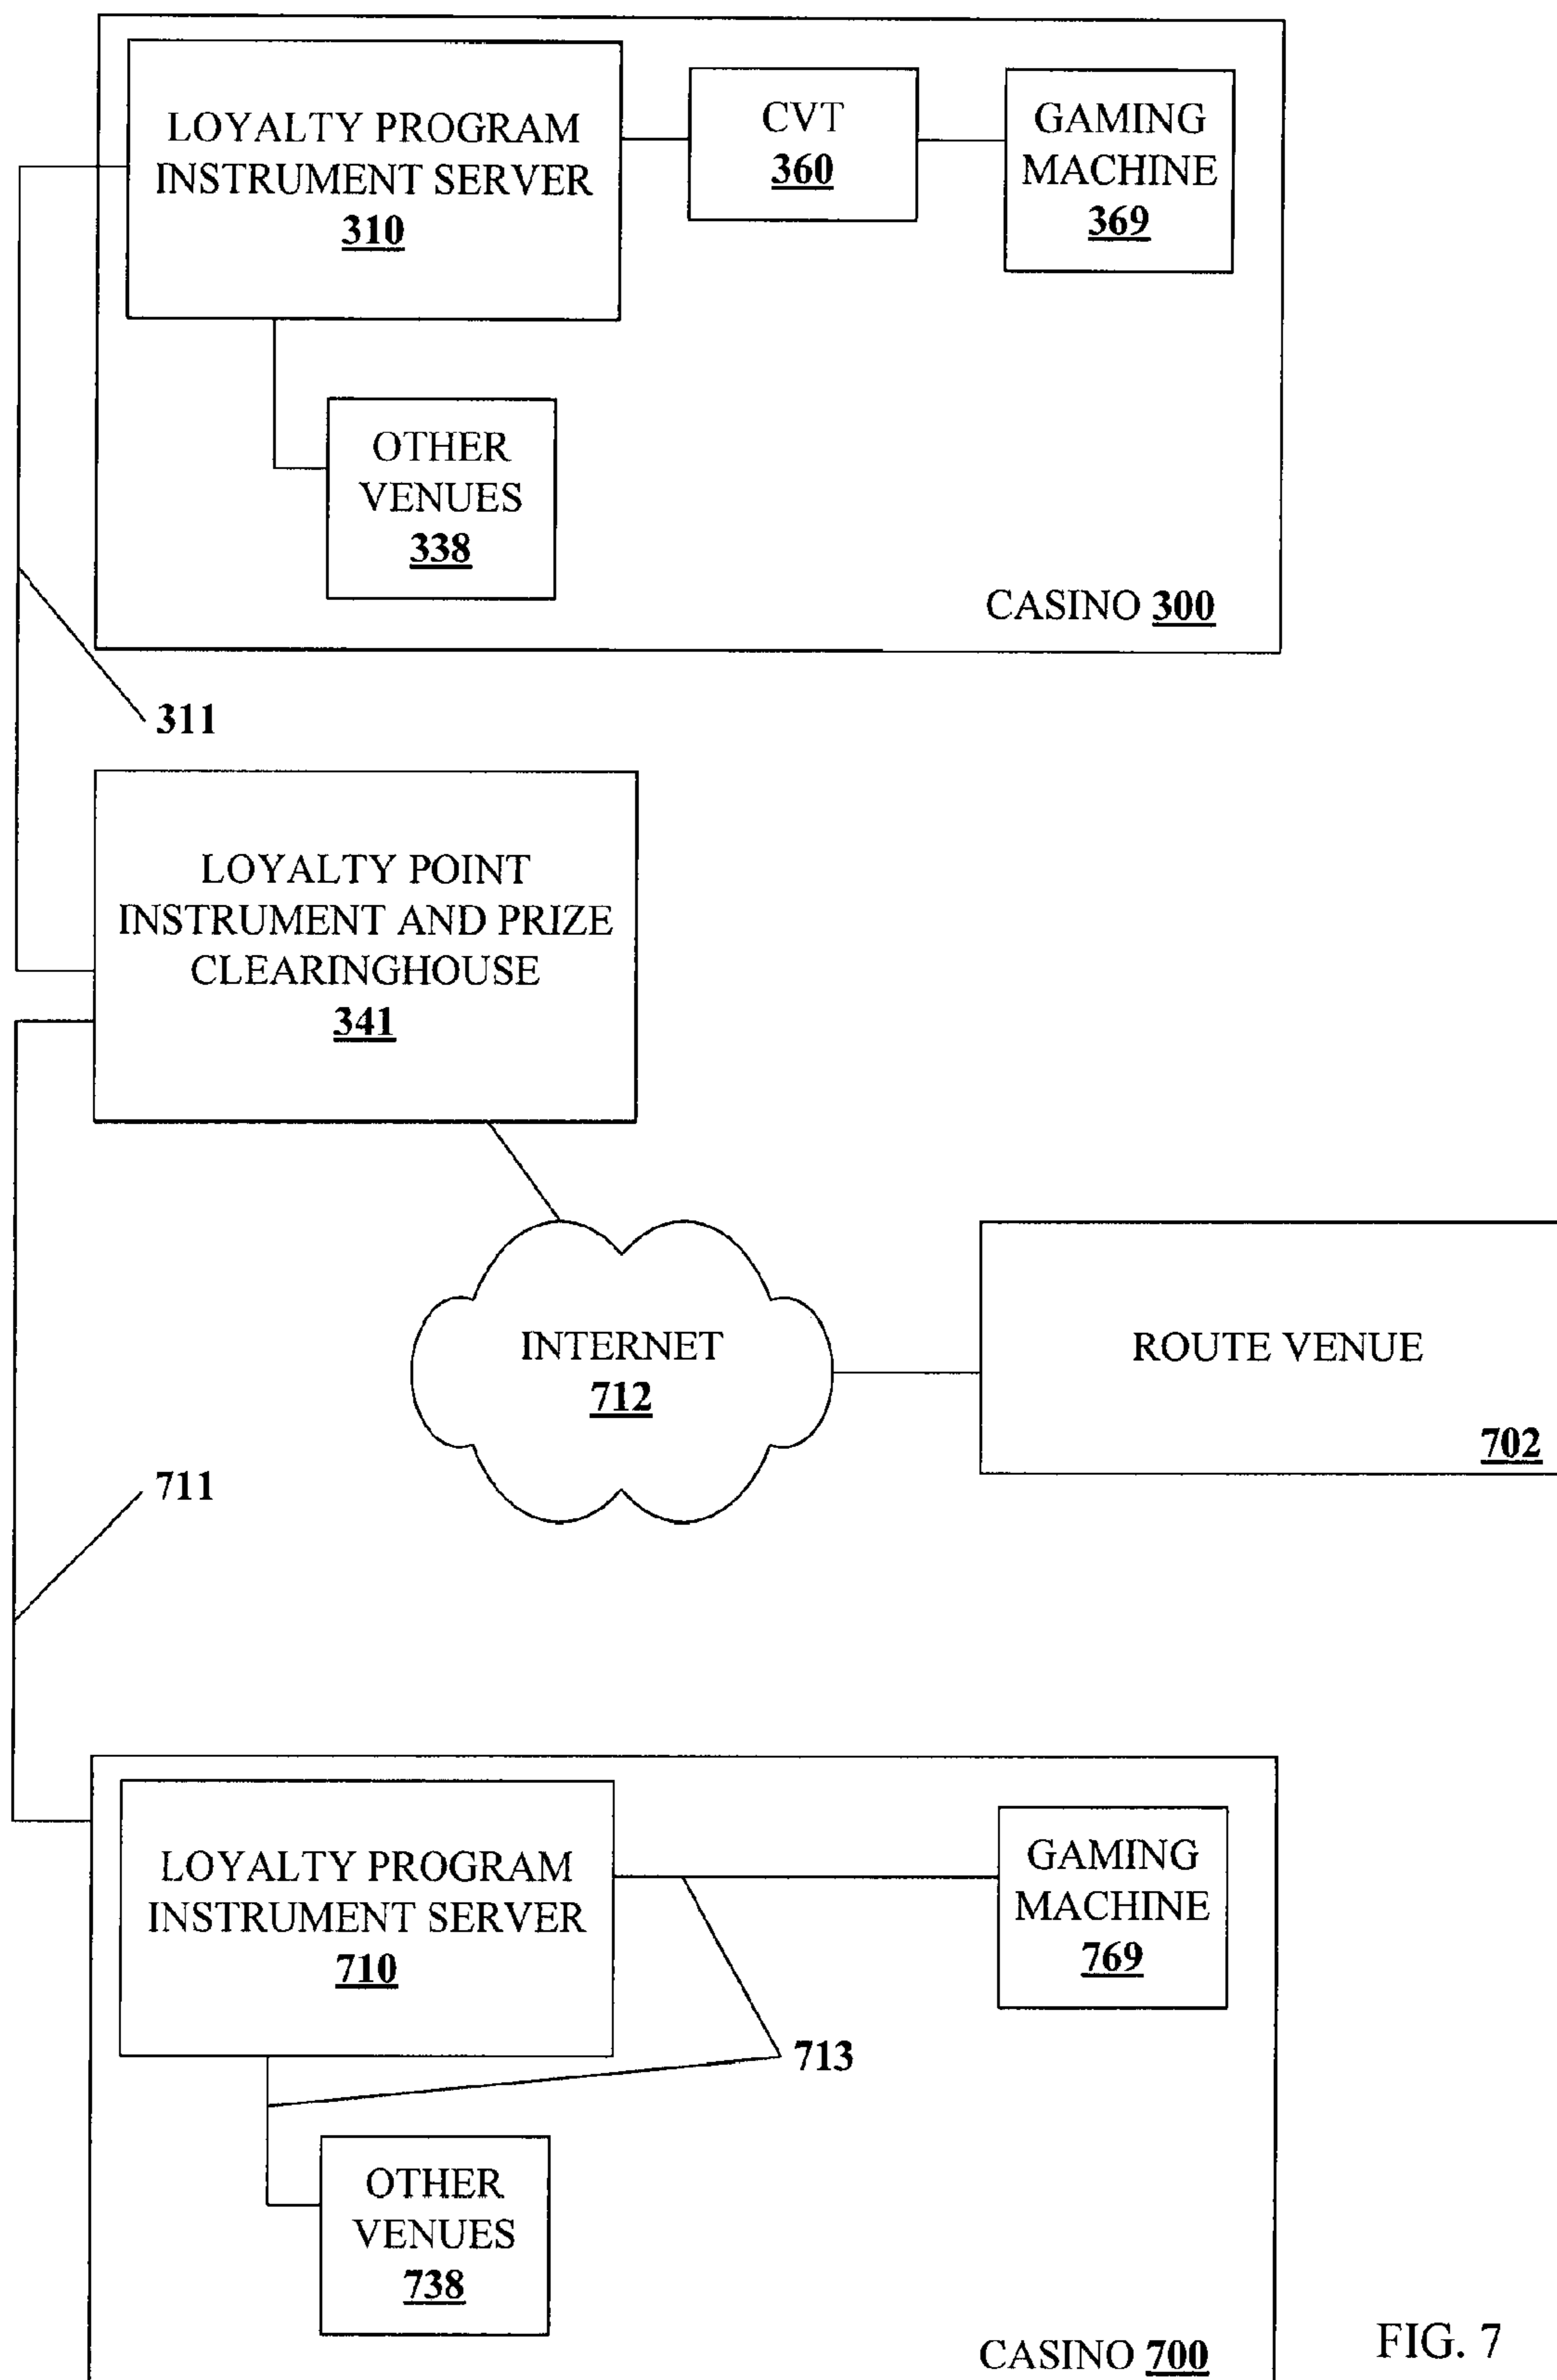 LOYALTY PROGRAM
INSTRUMENT SERVER
310
CVT
360
GAMING
MACHINE
369
OTHER
VENUES
338
CASINO 300
311
LOYALTY POINT
INSTRUMENT AND PRIZE
CLEARINGHOUSE
341
INTERNET
712
ROUTE VENUE
702
711
LOYALTY PROGRAM
INSTRUMENT SERVER
710
GAMING
MACHINE
769
713
OTHER
VENUES
738
CASINO 700
FIG. 7